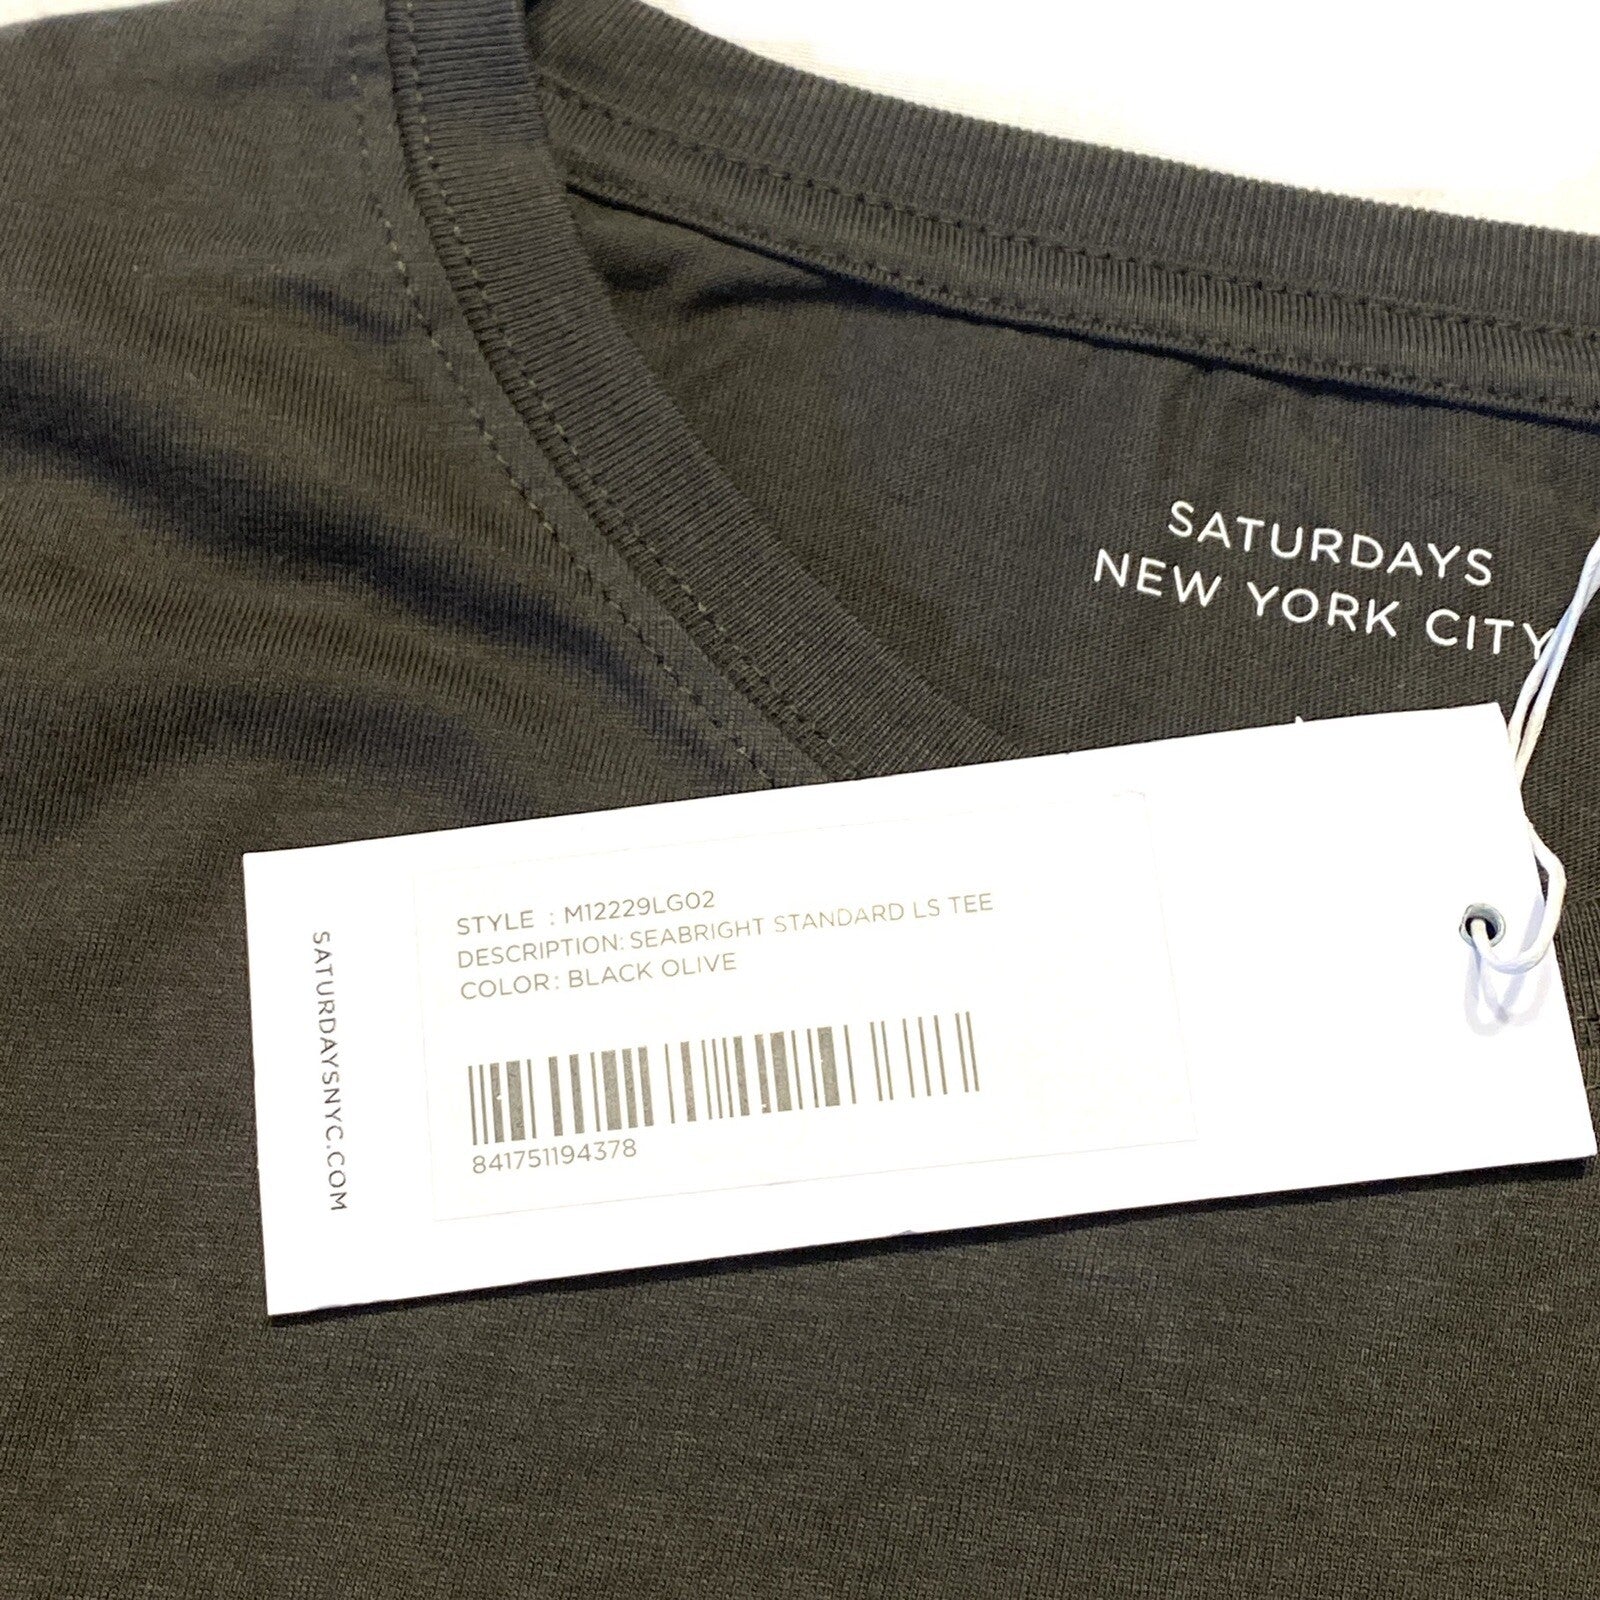 SATURDAYS
NEW YORK CITY
STYLE : M12229LG02
DESCRIPTION: SEABRIGHT STANDARD LS TEE
COLOR: BLACK OLIVE
841751194378
SATURDAYSNYC.COM